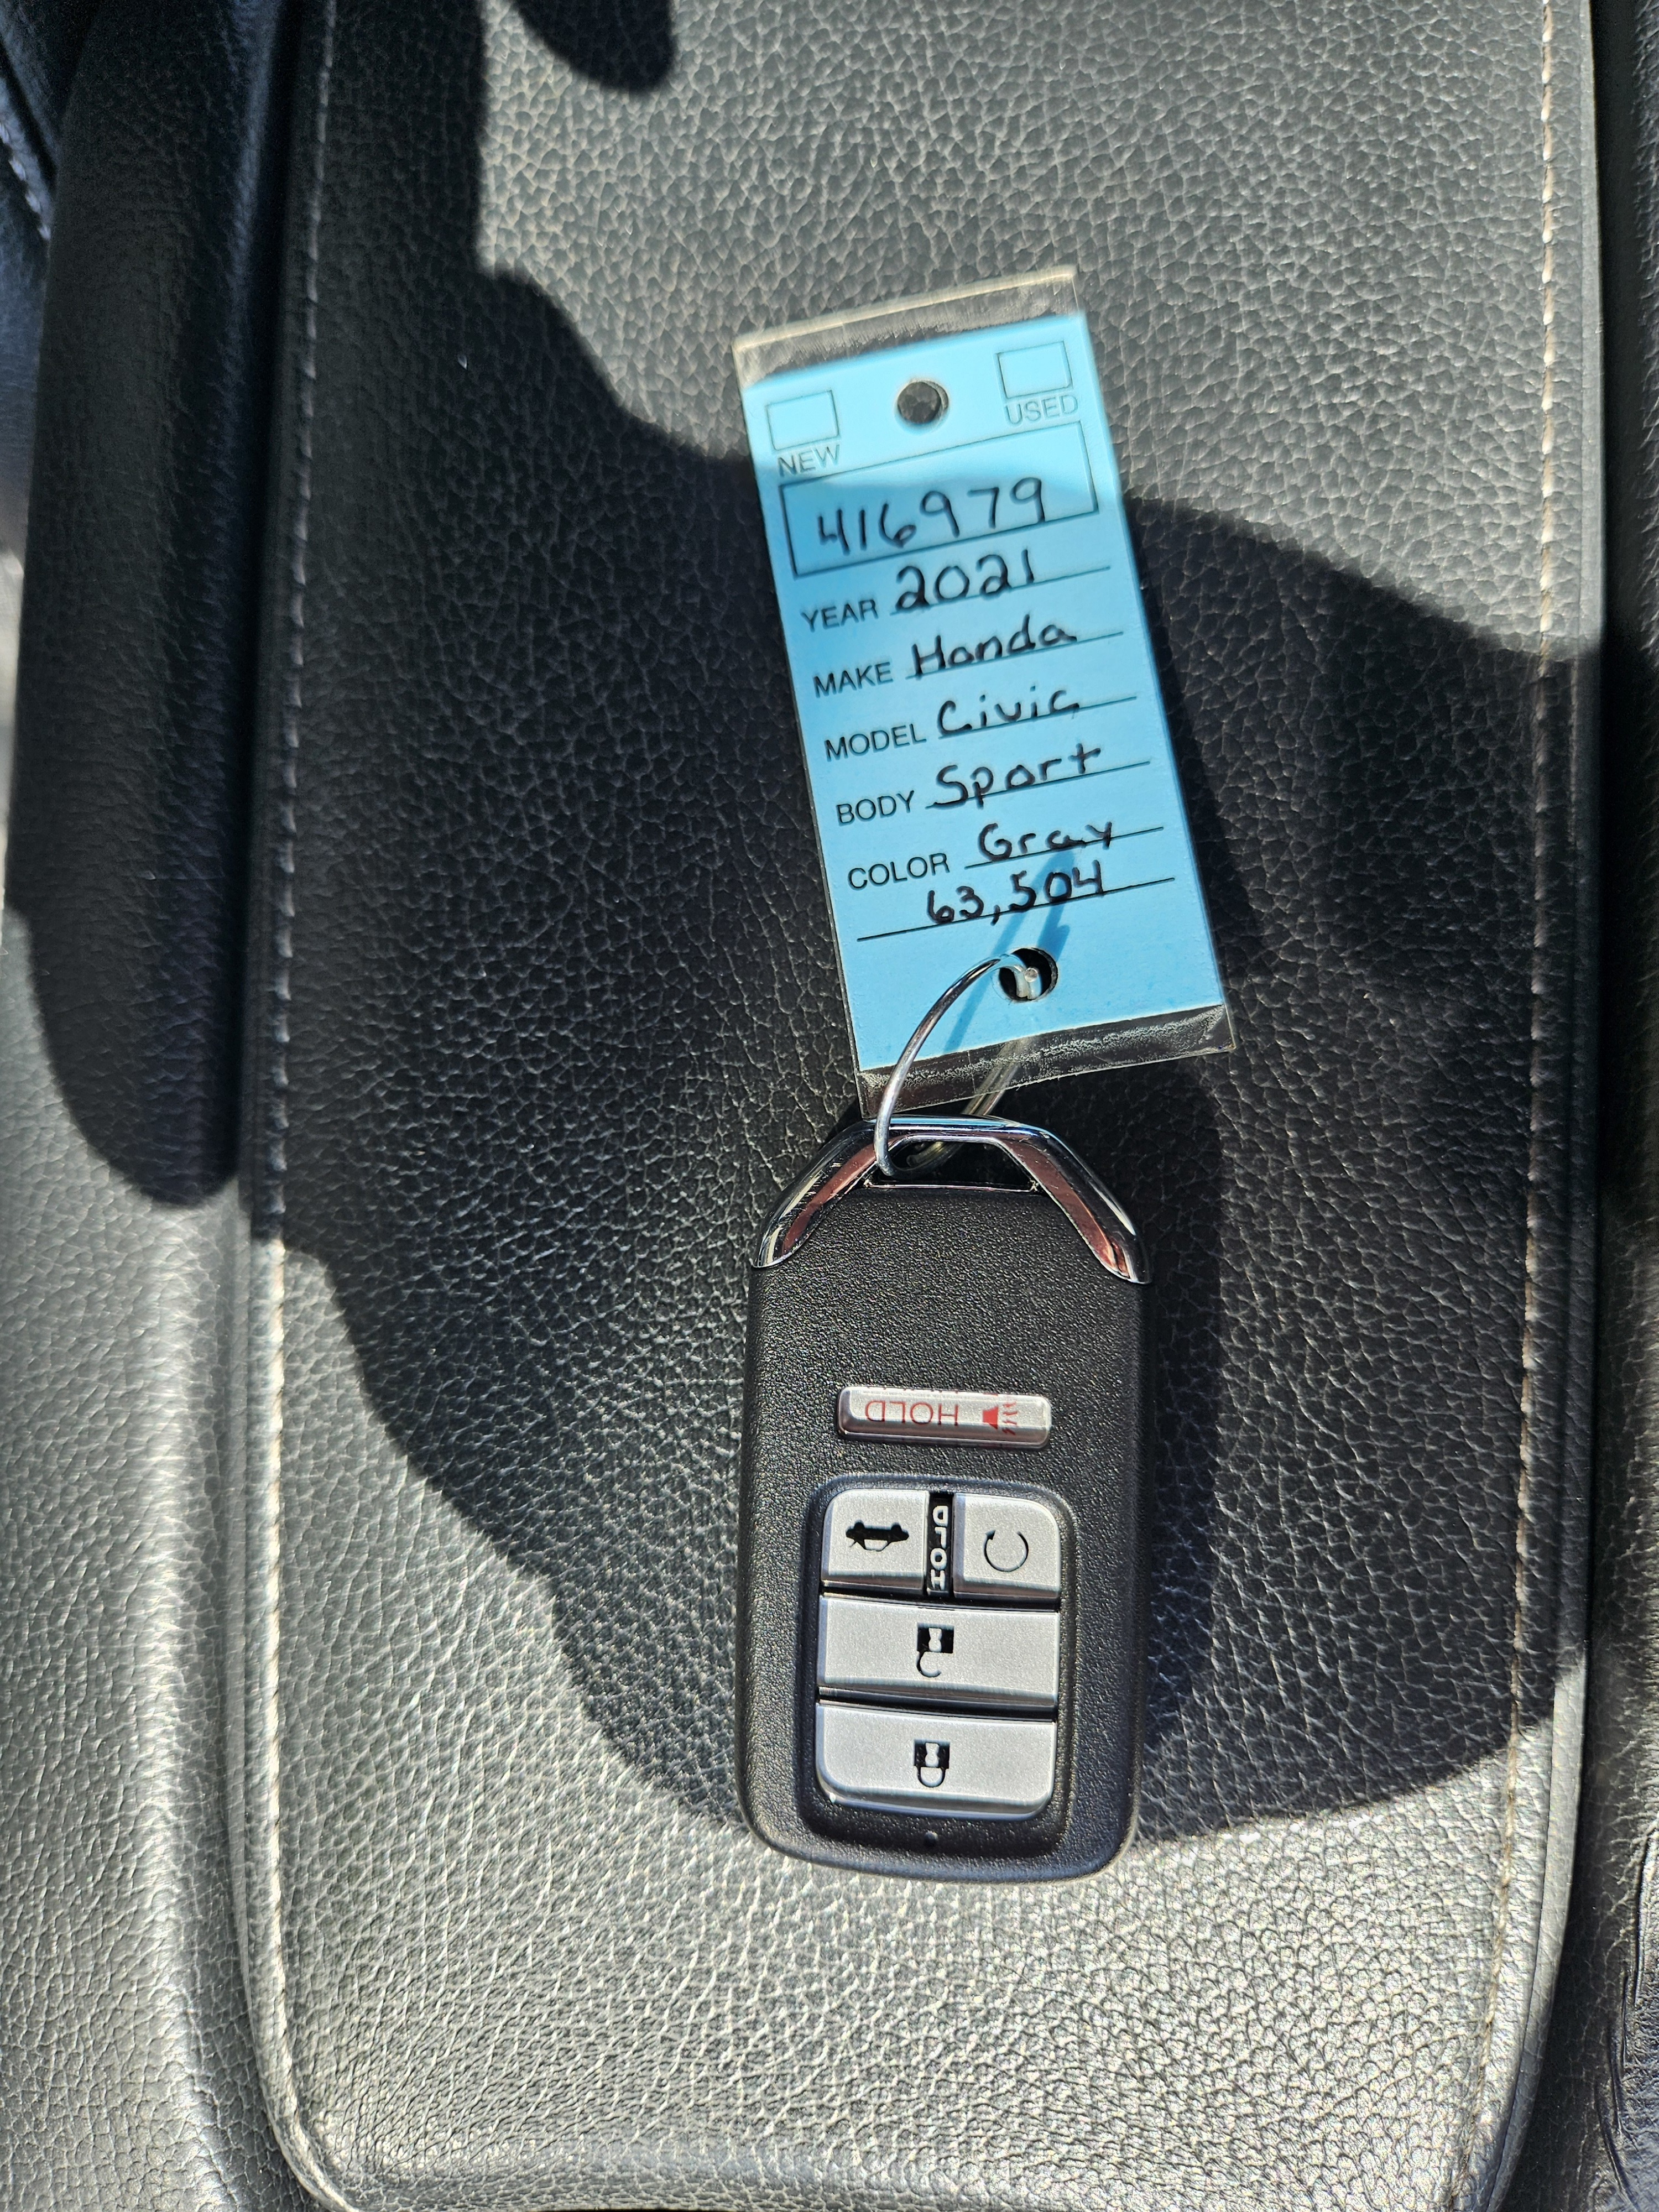 NEW USED
416979
YEAR 2021
MAKE Honda
MODEL Civic
BODY Sport
COLOR Gray
63,504
HOLD
HOLD